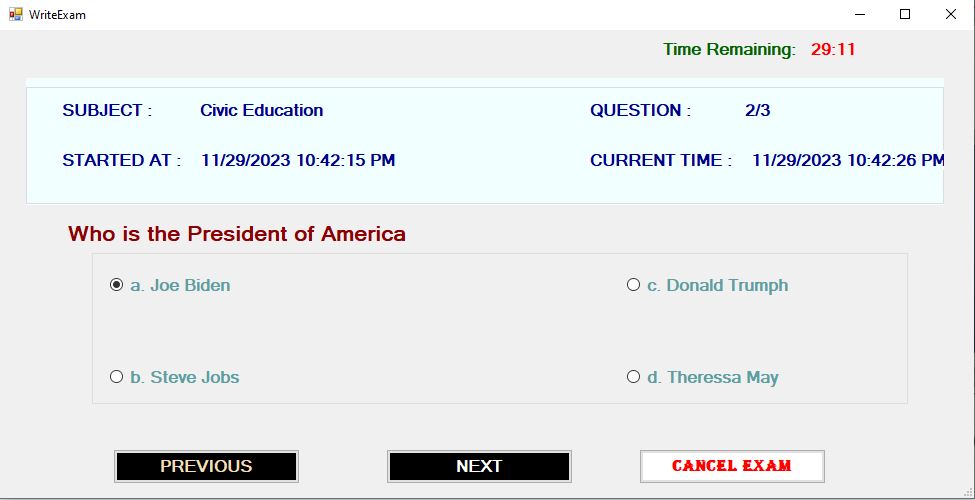 WriteExam
Time Remaining: 29:11
SUBJECT : Civic Education QUESTION : 2/3
STARTED AT : 11/29/2023 10:42:15 PM CURRENT TIME : 11/29/2023 10:42:26 PM
Who is the President of America
a. Joe Biden c. Donald Trumph
b. Steve Jobs d. Theressa May
PREVIOUS NEXT CANCEL EXAM